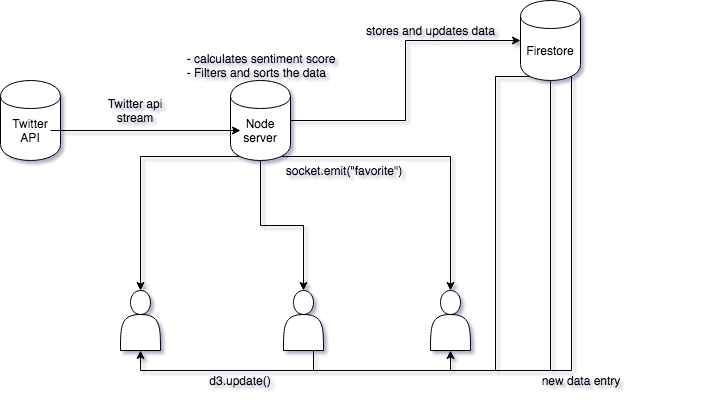 stores and updates data
Firestore
- calculates sentiment score
- Filters and sorts the data
Twitter api
stream
Twitter
API
Node
server
socket.emit("favorite")
d3.update()
new data entry